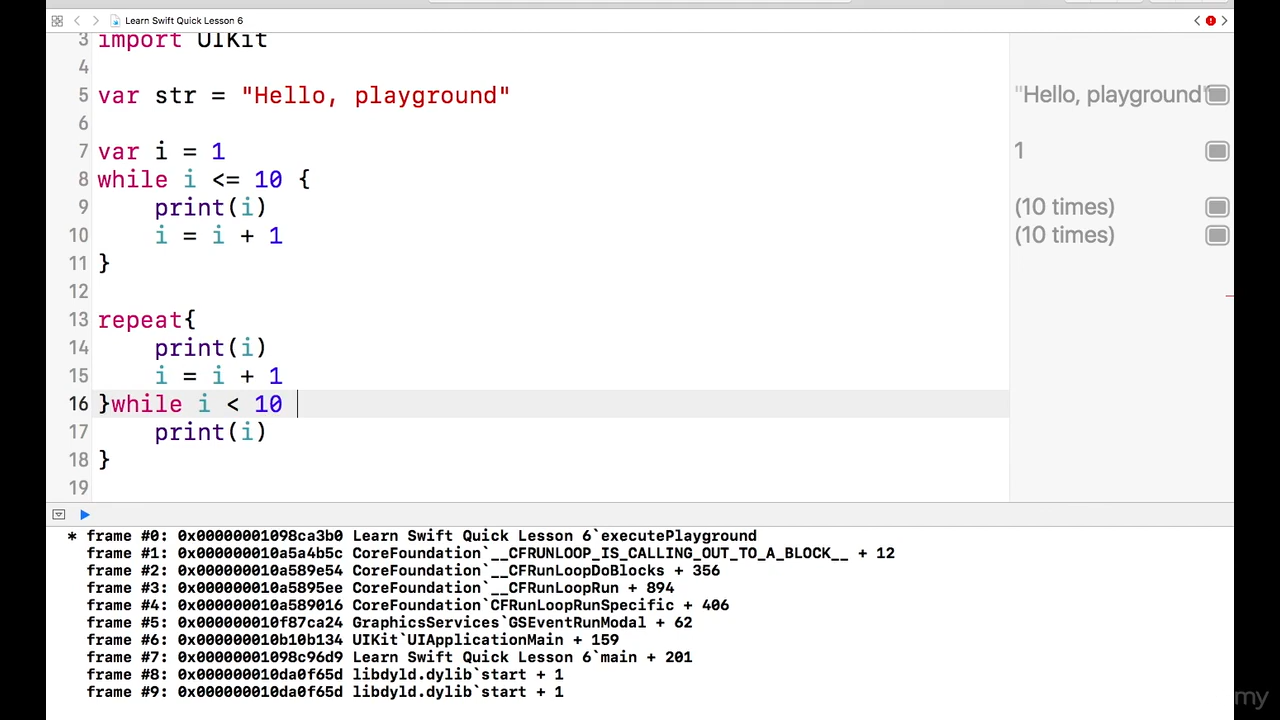 Learn Swift Quick Lesson 6
3 import UIKit
4
5 var str = "Hello, playground"
"Hello, playground"
6
7 var i = 1
1
8 while i <= 10 {
9 print(i)
(10 times)
10 i = i + 1
(10 times)
11 }
12
13 repeat{
14 print(i)
15 i = i + 1
16 }while i < 10
17 print(i)
18 }
19
* frame #0: 0x00000001098ca3b0 Learn Swift Quick Lesson 6`executePlayground
frame #1: 0x000000010a5a4b5c CoreFoundation`__CFRUNLOOP_IS_CALLING_OUT_TO_A_BLOCK__ + 12
frame #2: 0x000000010a589e54 CoreFoundation`__CFRunLoopDoBlocks + 356
frame #3: 0x000000010a5895ee CoreFoundation`__CFRunLoopRun + 894
frame #4: 0x000000010a589016 CoreFoundation`CFRunLoopRunSpecific + 406
frame #5: 0x000000010f87ca24 GraphicsServices`GSEventRunModal + 62
frame #6: 0x000000010b10b134 UIKit`UIApplicationMain + 159
frame #7: 0x00000001098c96d9 Learn Swift Quick Lesson 6`main + 201
frame #8: 0x000000010da0f65d libdyld.dylib`start + 1
frame #9: 0x000000010da0f65d libdyld.dylib`start + 1
my